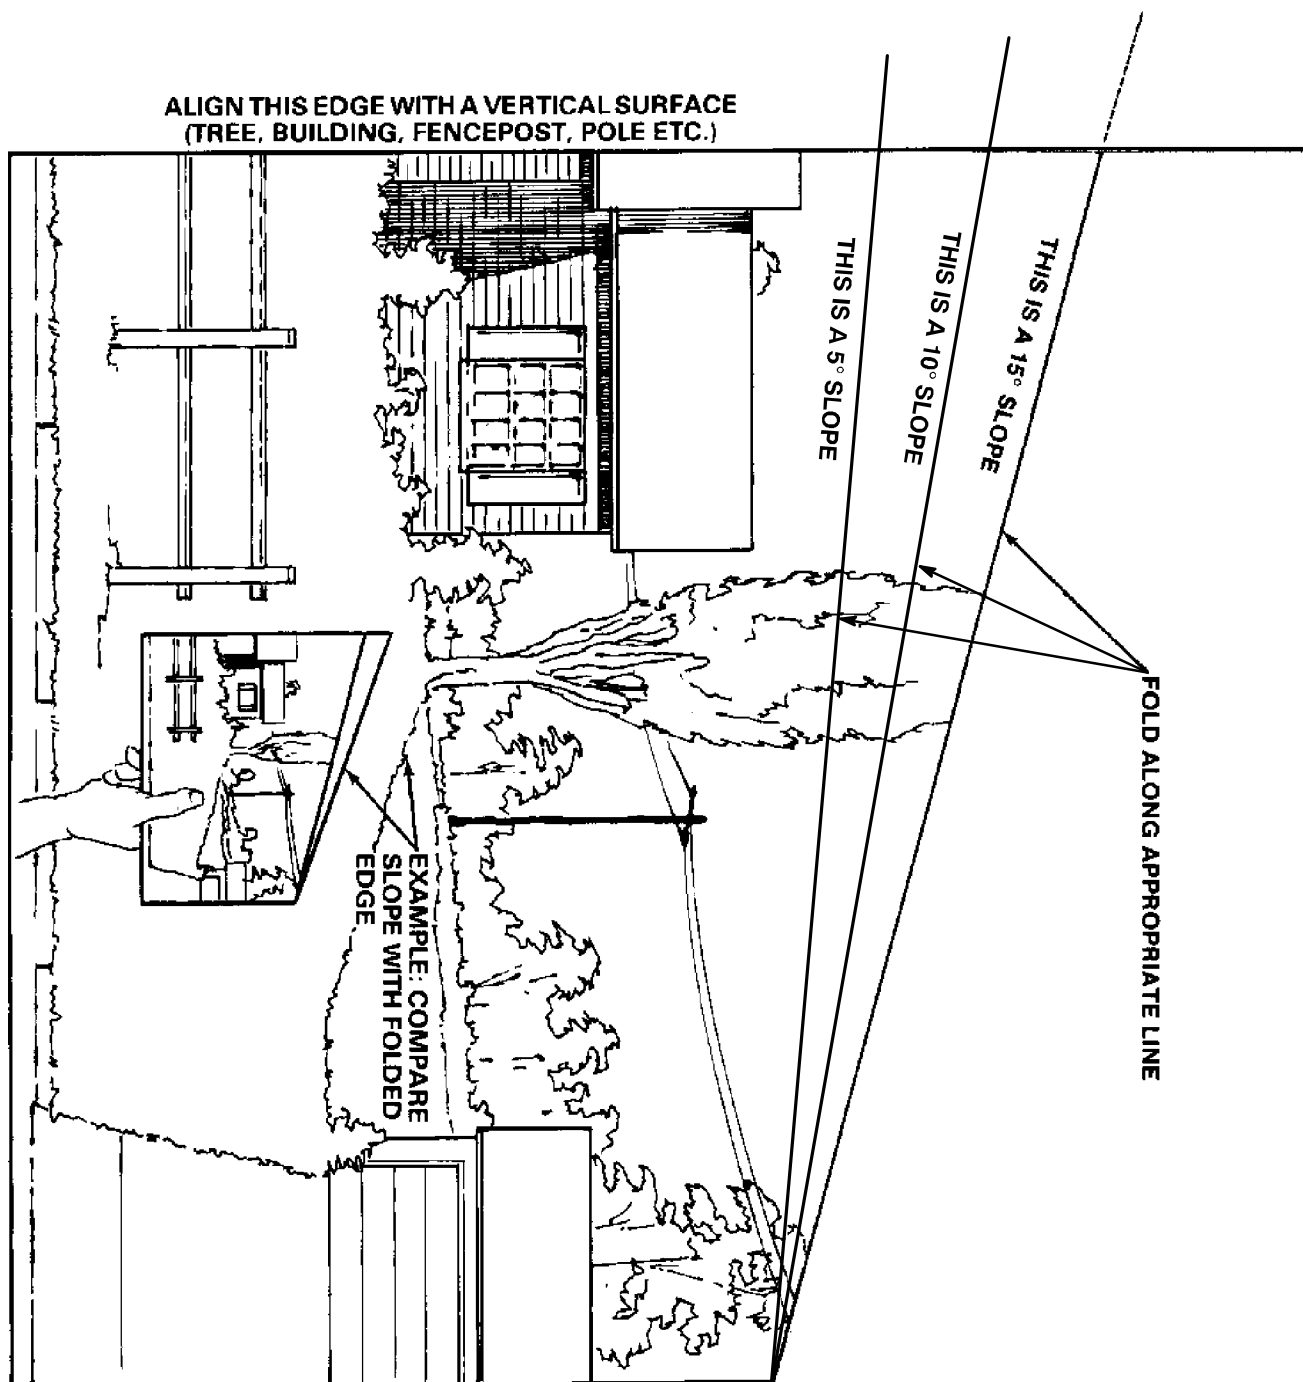 ALIGN THIS EDGE WITH A VERTICAL SURFACE
(TREE, BUILDING, FENCEPOST, POLE ETC.)
THIS IS A 5° SLOPE
THIS IS A 10° SLOPE
THIS IS A 15° SLOPE
FOLD ALONG APPROPRIATE LINE
EXAMPLE: COMPARE
SLOPE WITH FOLDED
EDGE